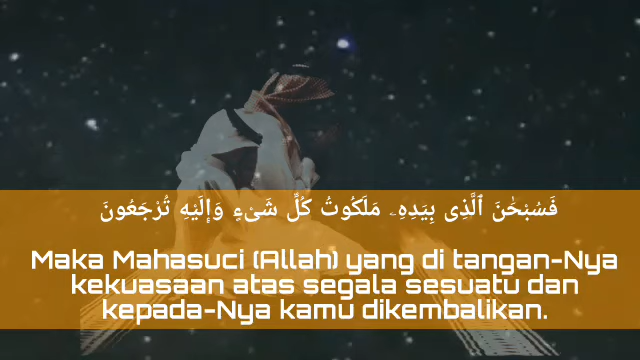 فَسُبْحَٰنَ ٱلَّذِى بِيَدِهِۦ مَلَكُوتُ كُلِّ شَىْءٍ وَإِلَيْهِ تُرْجَعُونَ
Maka Mahasuci (Allah) yang di tangan-Nya
kekuasaan atas segala sesuatu dan
kepada-Nya kamu dikembalikan.